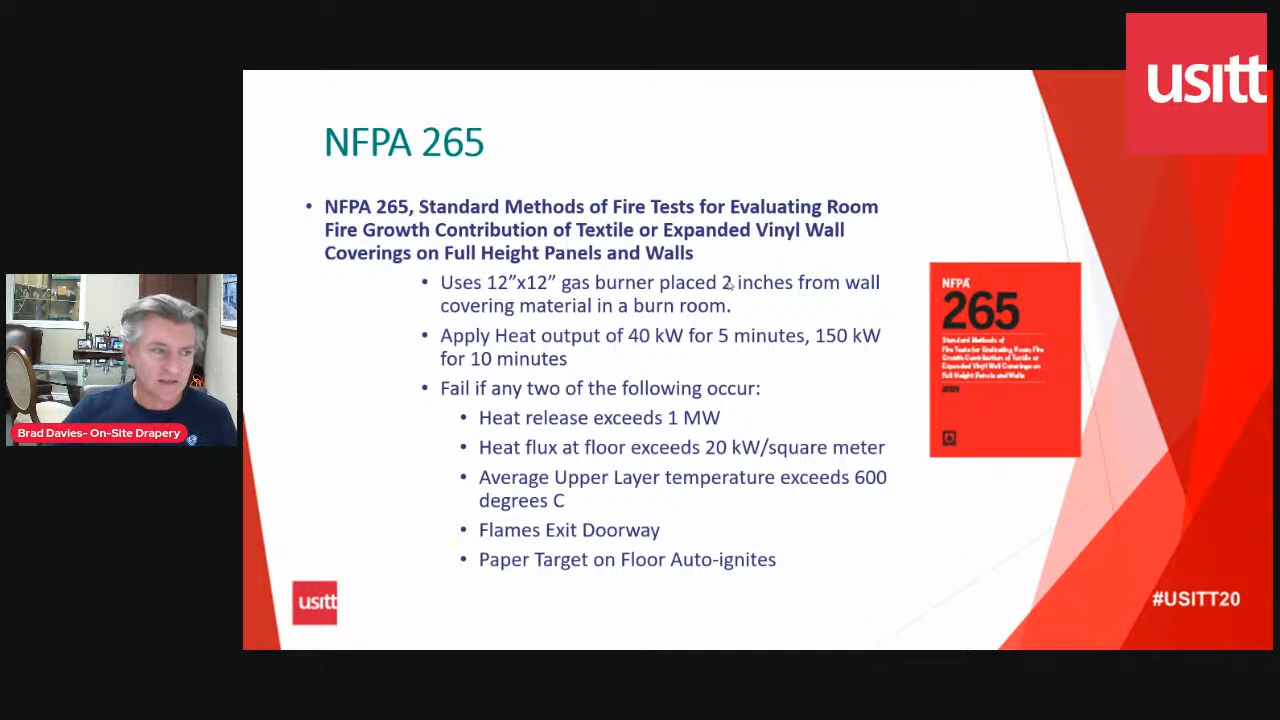 usitt
NFPA 265
• NFPA 265, Standard Methods of Fire Tests for Evaluating Room
Fire Growth Contribution of Textile or Expanded Vinyl Wall
Coverings on Full Height Panels and Walls
• Uses 12”x12” gas burner placed 2 inches from wall
covering material in a burn room.
• Apply Heat output of 40 kW for 5 minutes, 150 kW
for 10 minutes
• Fail if any two of the following occur:
• Heat release exceeds 1 MW
• Heat flux at floor exceeds 20 kW/square meter
• Average Upper Layer temperature exceeds 600
degrees C
• Flames Exit Doorway
• Paper Target on Floor Auto-ignites
NFPA
265
Standard Methods of
Fire Tests for Evaluating Room Fire
Growth Contribution of Textile or
Expanded Vinyl Wall Coverings on
Full Height Panels and Walls
2019
Brad Davies- On-Site Drapery
usitt
#USITT20